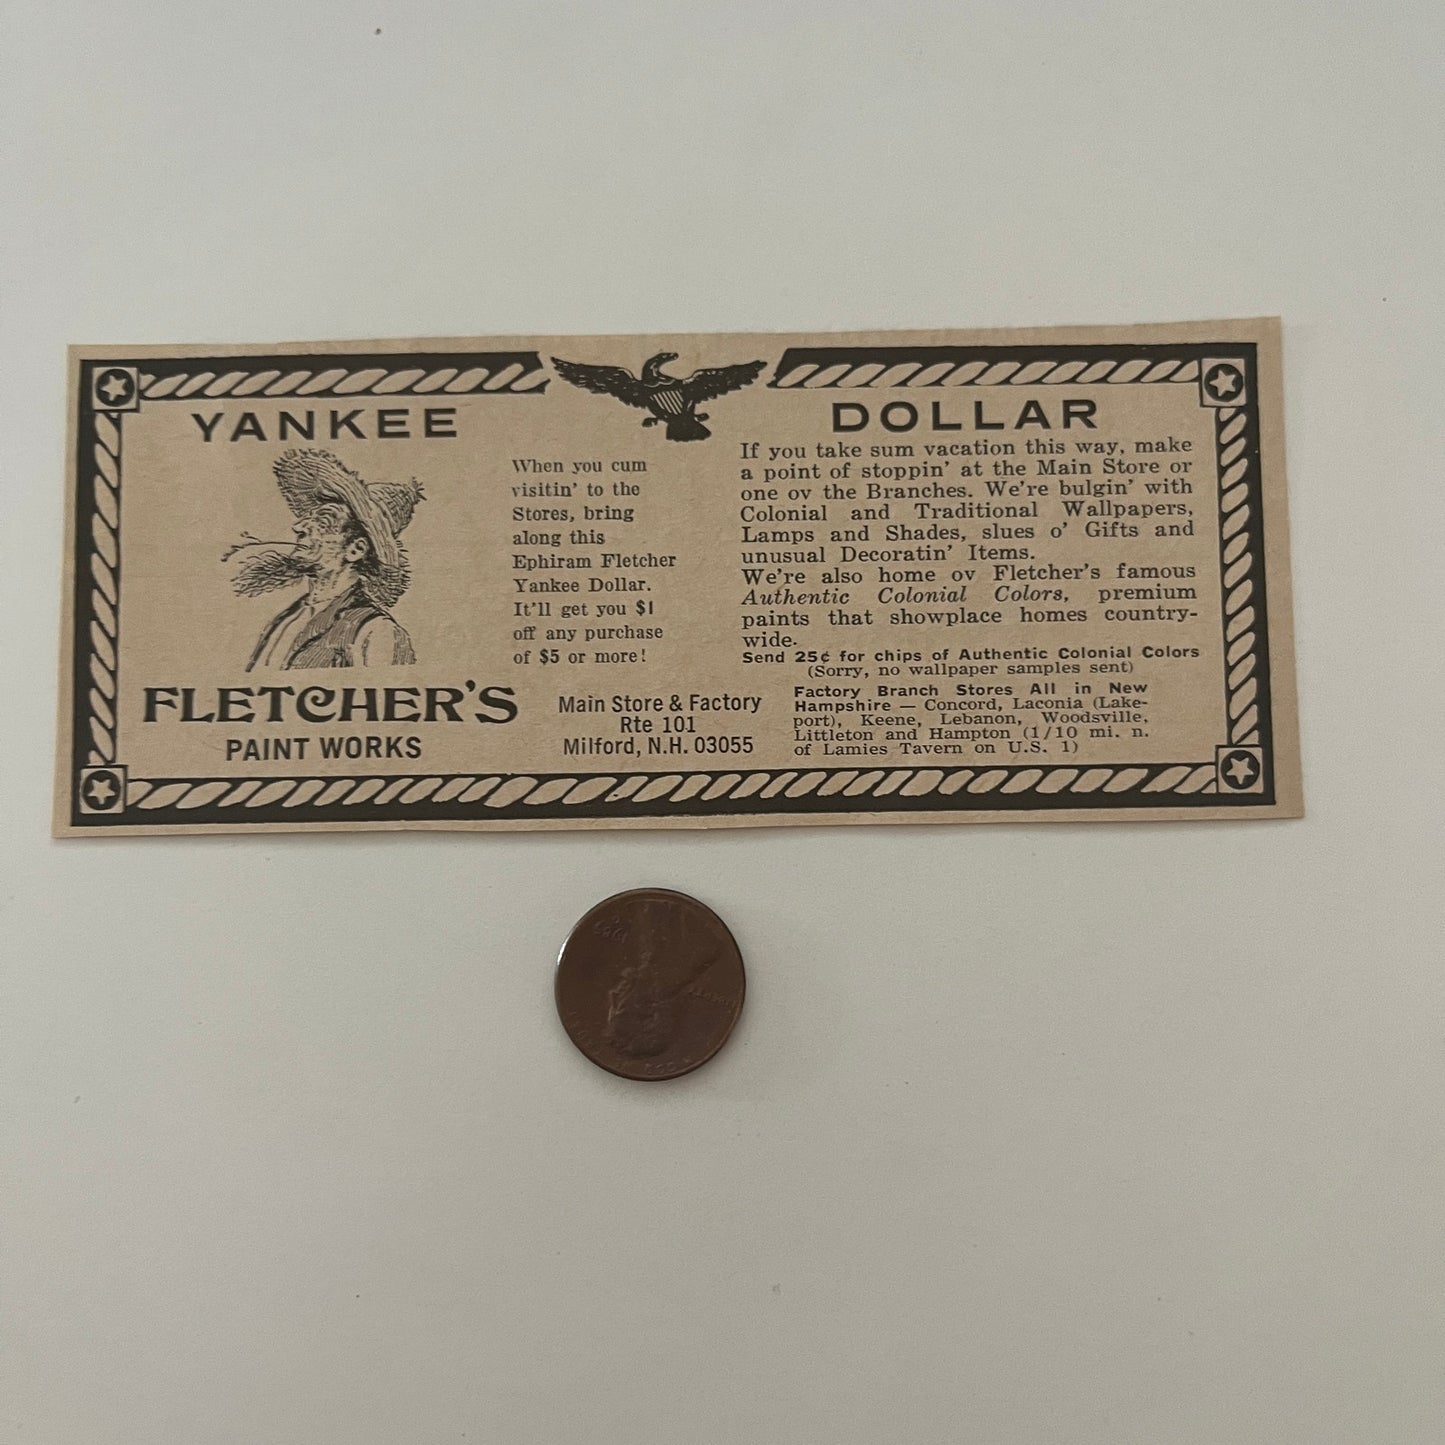 YANKEE
DOLLAR
When you cum
visitin' to the
Stores, bring
along this
Ephiram Fletcher
Yankee Dollar.
It'll get you $1
off any purchase
of $5 or more!
If you take sum vacation this way, make
a point of stoppin' at the Main Store or
one ov the Branches. We're bulgin' with
Colonial and Traditional Wallpapers,
Lamps and Shades, slues o' Gifts and
unusual Decoratin' Items.
We're also home ov Fletcher's famous
Authentic Colonial Colors, premium
paints that showplace homes country-
wide.
Send 25¢ for chips of Authentic Colonial Colors
(Sorry, no wallpaper samples sent)
FLETCHER'S
PAINT WORKS
Main Store & Factory
Rte 101
Milford, N.H. 03055
Factory Branch Stores All in New
Hampshire — Concord, Laconia (Lake-
port), Keene, Lebanon, Woodsville,
Littleton and Hampton (1/10 mi. n.
of Lamies Tavern on U.S. 1)
LIBERTY